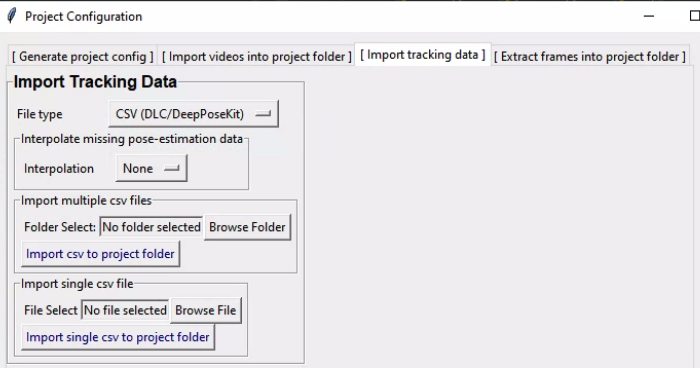 Project Configuration
[ Generate project config ] [ Import videos into project folder ] [ Import tracking data ] [ Extract frames into project folder ]
Import Tracking Data
File type CSV (DLC/DeepPoseKit)
Interpolate missing pose-estimation data
Interpolation None
Import multiple csv files
Folder Select: No folder selected Browse Folder
Import csv to project folder
Import single csv file
File Select No file selected Browse File
Import single csv to project folder